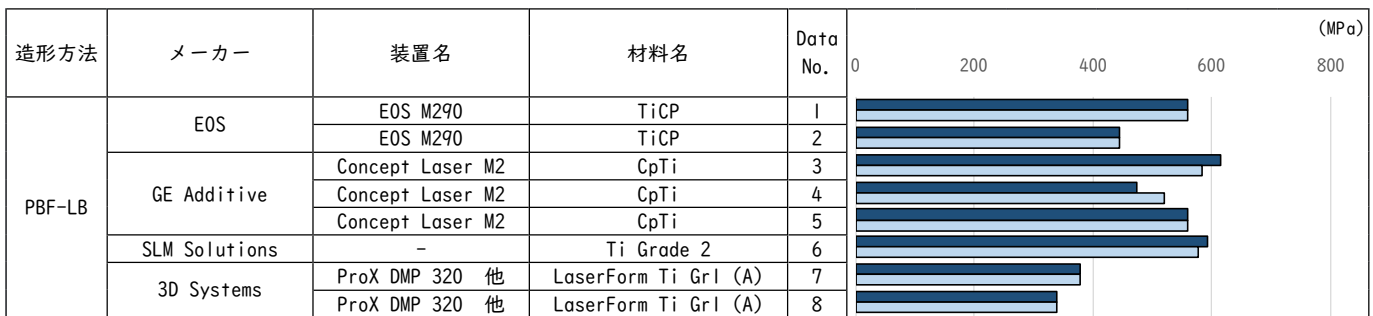 造形方法 メーカー 装置名 材料名 Data No. (MPa)
0 200 400 600 800
PBF-LB
EOS
EOS M290 TiCP 1
EOS M290 TiCP 2
GE Additive
Concept Laser M2 CpTi 3
Concept Laser M2 CpTi 4
Concept Laser M2 CpTi 5
SLM Solutions - Ti Grade 2 6
3D Systems
ProX DMP 320 他 LaserForm Ti Gr1 (A) 7
ProX DMP 320 他 LaserForm Ti Gr1 (A) 8